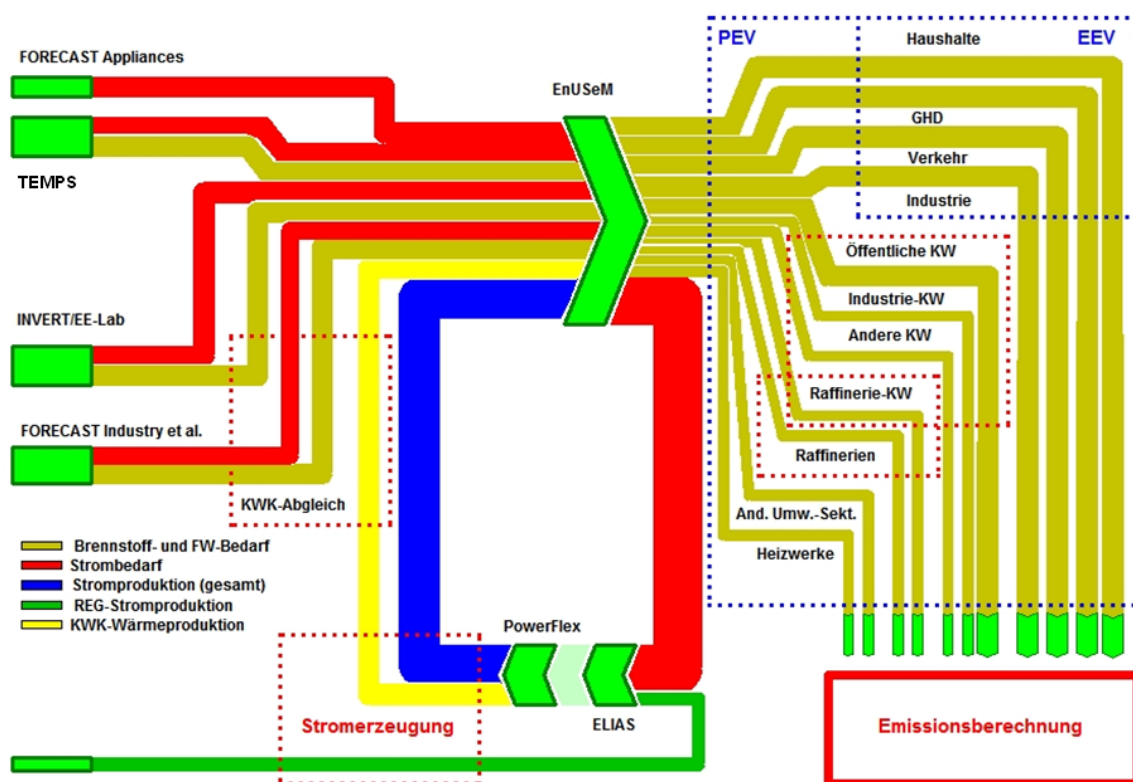 PEV
Haushalte
EEV
FORECAST Appliances
EnUSeM
GHD
Verkehr
TEMPS
Industrie
Öffentliche KW
Industrie-KW
INVERT/EE-Lab
Andere KW
Raffinerie-KW
FORECAST Industry et al.
Raffinerien
KWK-Abgleich
And. Umw.-Sekt.
Heizwerke
Brennstoff- und FW-Bedarf
Strombedarf
Stromproduktion (gesamt)
REG-Stromproduktion
KWK-Wärmeproduktion
PowerFlex
Stromerzeugung
ELIAS
Emissionsberechnung